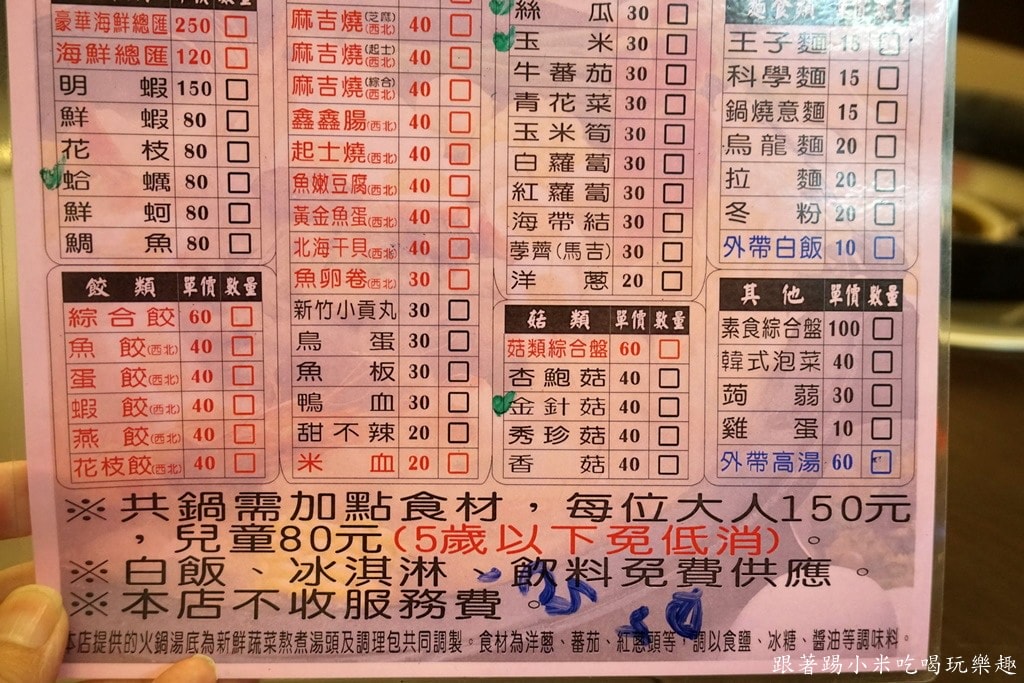 單價 數量
豪華海鮮總匯 250 □
海鮮總匯 120 □
明蝦 150 □
鮮蝦 80 □
花枝 80 □
蛤蠣 80 □
鮮蚵 80 □
鯛魚 80 □
餃類 單價 數量
綜合餃 60 □
魚餃(西北) 40 □
蛋餃(西北) 40 □
蝦餃(西北) 40 □
燕餃(西北) 40 □
花枝餃(西北) 40 □
麻吉燒(芝麻)(西北) 40 □
麻吉燒(起士)(西北) 40 □
麻吉燒(綜合)(西北) 40 □
鑫鑫腸(西北) 40 □
起士燒(西北) 40 □
魚嫩豆腐(西北) 40 □
黃金魚蛋(西北) 40 □
北海干貝(西北) 40 □
魚卵卷(西北) 30 □
新竹小貢丸 30 □
鳥蛋 30 □
魚板 30 □
鴨血 30 □
甜不辣 20 □
米血 20 □
絲瓜 30 □
玉米 30 □
牛蕃茄 30 □
青花菜 30 □
玉米筍 30 □
白蘿蔔 30 □
紅蘿蔔 30 □
海帶結 30 □
荸薺(馬吉) 30 □
洋蔥 20 □
菇類 單價 數量
菇類綜合盤 60 □
杏鮑菇 40 □
金針菇 40 □
秀珍菇 40 □
香菇 40 □
王子麵 15 □
科學麵 15 □
鍋燒意麵 15 □
烏龍麵 20 □
拉麵 20 □
冬粉 20 □
外帶白飯 10 □
其他 單價 數量
素食綜合盤 100 □
韓式泡菜 40 □
蒟蒻 30 □
雞蛋 10 □
外帶高湯 60 □
※共鍋需加點食材，每位大人150元
，兒童80元(5歲以下免低消)。
※白飯、冰淇淋、飲料免費供應。
※本店不收服務費。
本店提供的火鍋湯底為新鮮蔬菜熬煮湯頭及調理包共同調製。食材為洋蔥、蕃茄、紅蔥頭等，調以食鹽、冰糖、醬油等調味料。
跟著踢小米吃喝玩樂趣